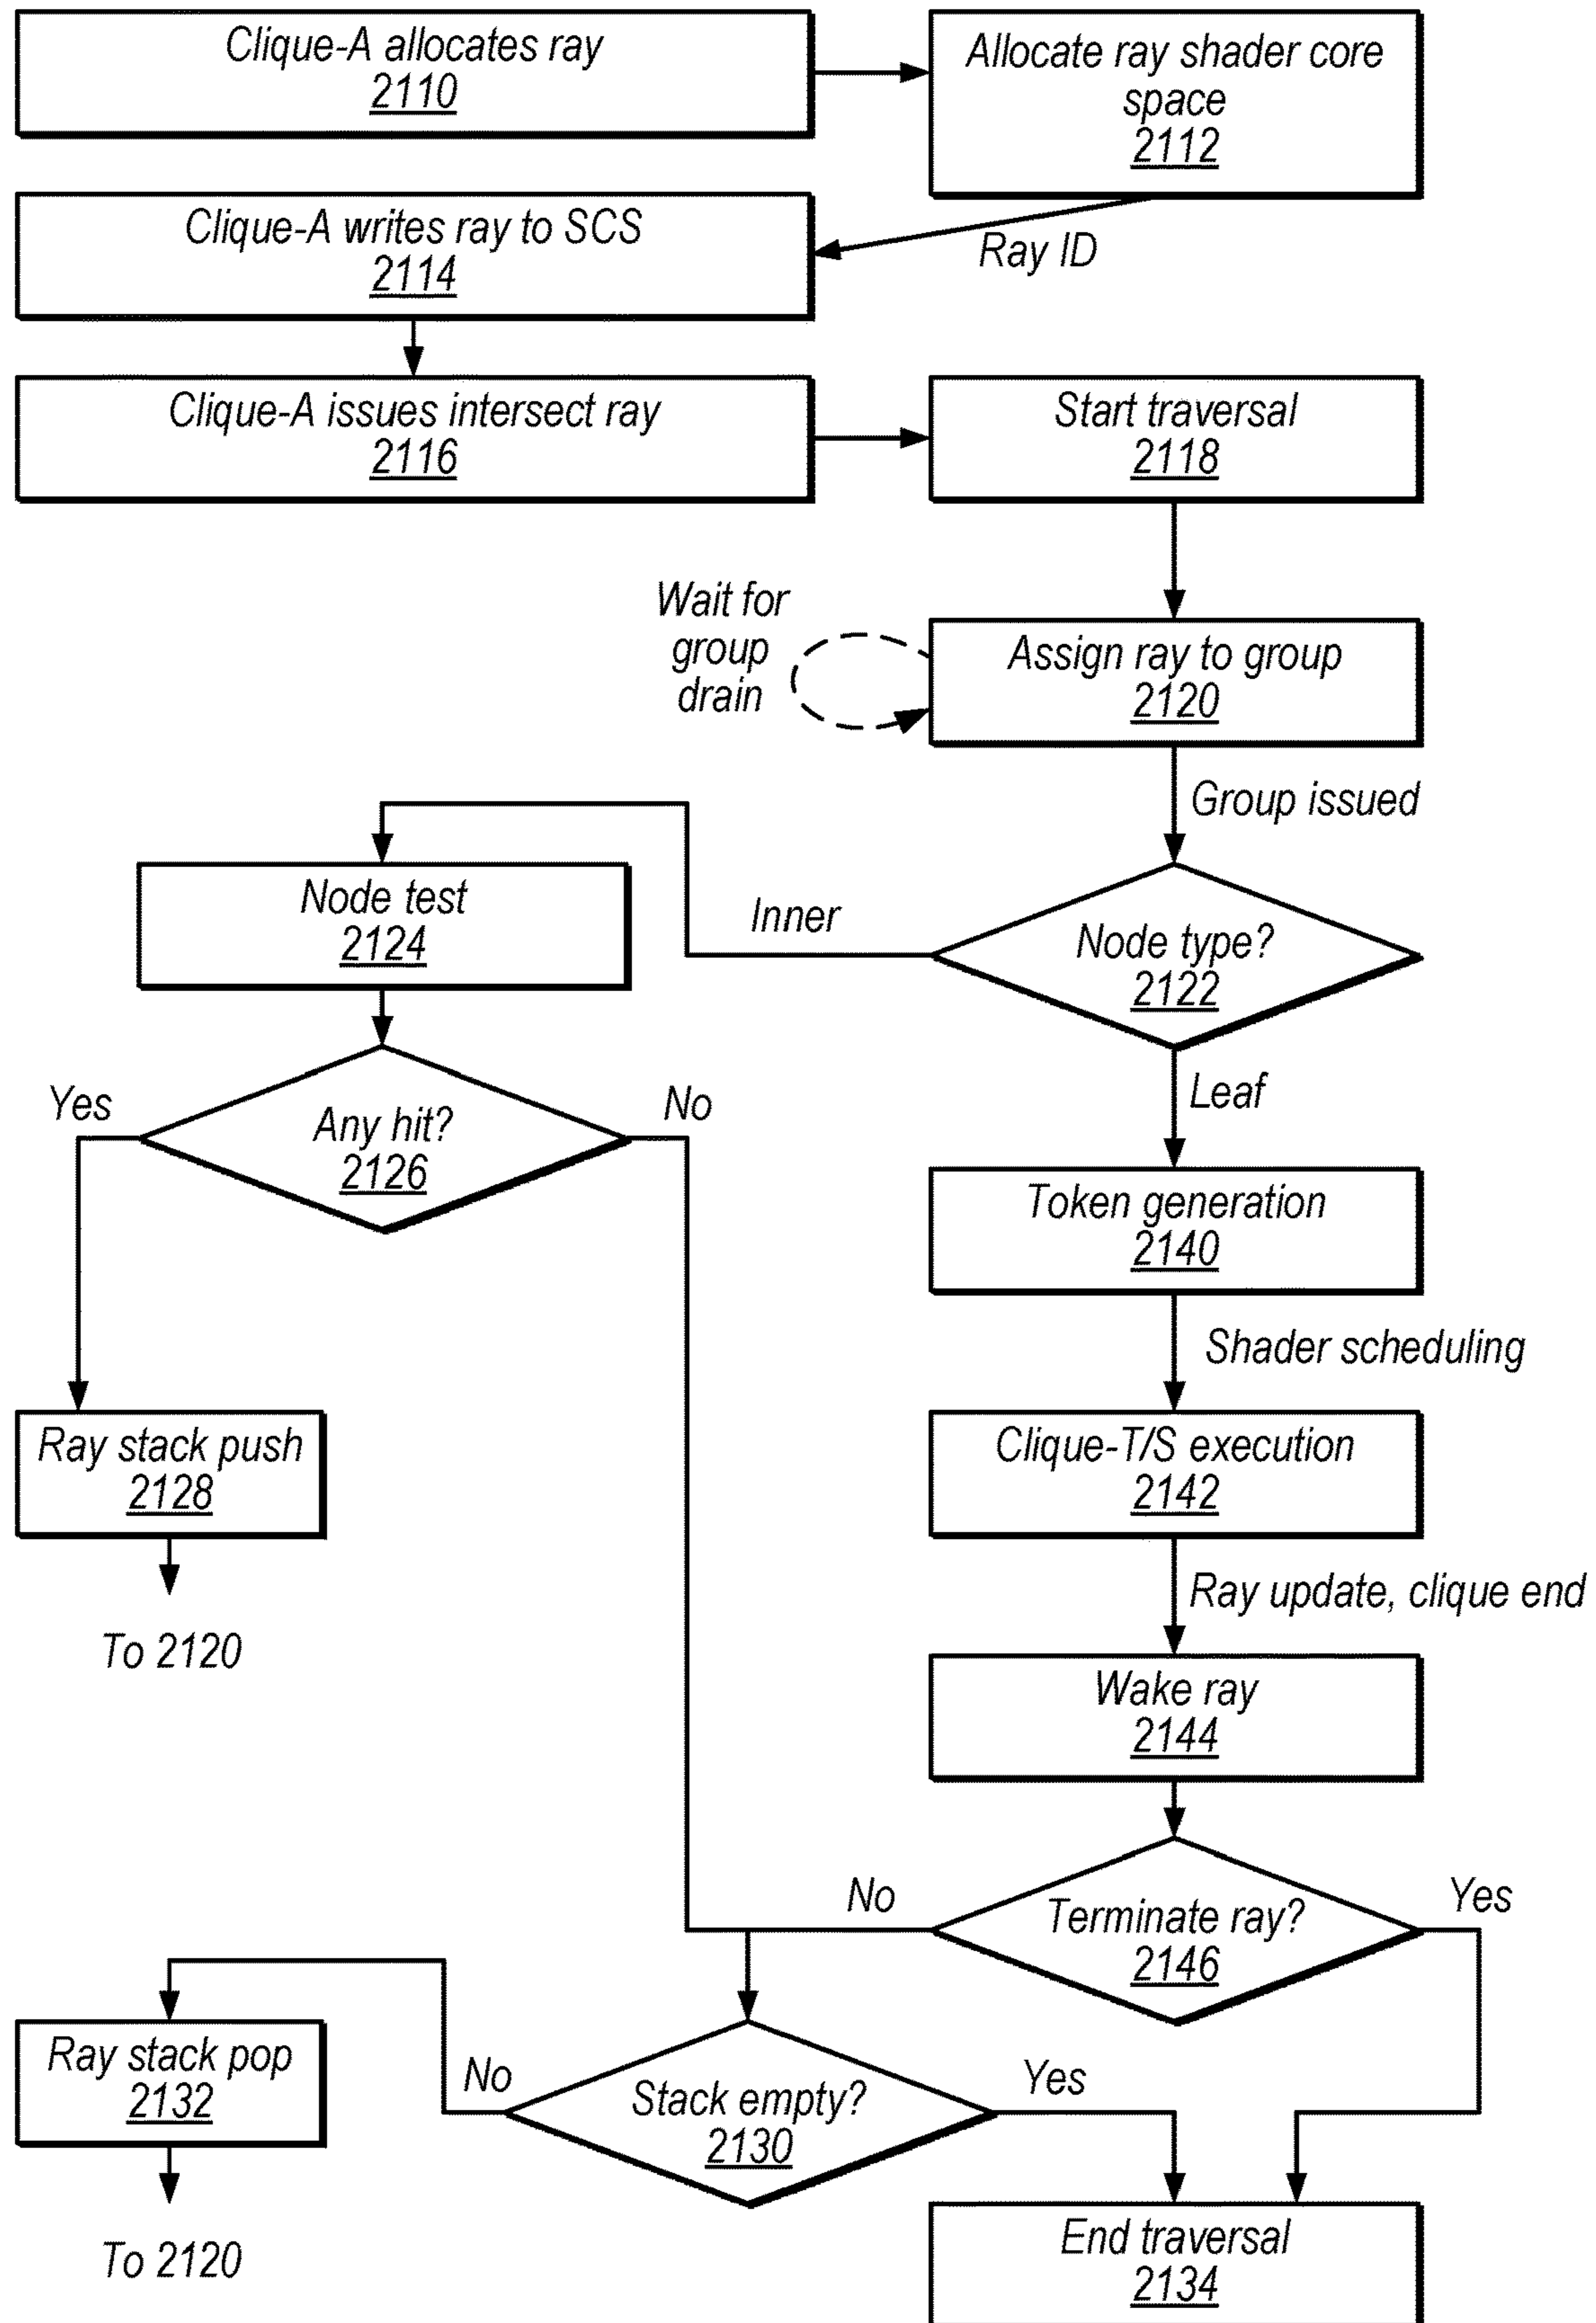 Clique-A allocates ray
2110
Allocate ray shader core
space
2112
Clique-A writes ray to SCS
2114
Ray ID
Clique-A issues intersect ray
2116
Start traversal
2118
Wait for
group
drain
Assign ray to group
2120
Group issued
Node test
2124
Inner
Node type?
2122
Yes
Any hit?
2126
No
Leaf
Token generation
2140
Shader scheduling
Ray stack push
2128
Clique-T/S execution
2142
To 2120
Ray update, clique end
Wake ray
2144
No
Terminate ray?
2146
Yes
Ray stack pop
2132
No
Stack empty?
2130
Yes
To 2120
End traversal
2134